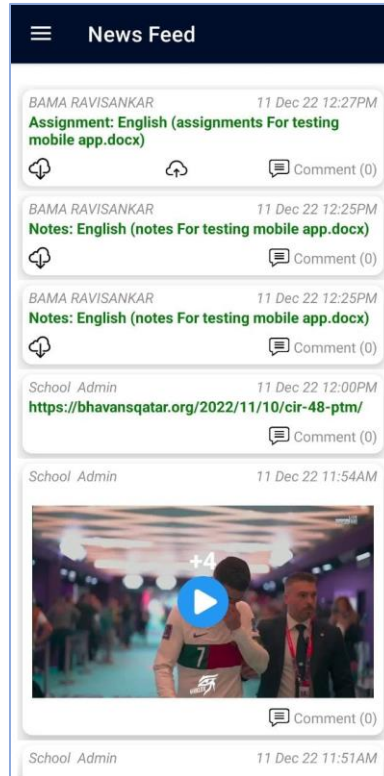 News Feed
BAMA RAVISANKAR 11 Dec 22 12:27PM
Assignment: English (assignments For testing
mobile app.docx)
Comment (0)
BAMA RAVISANKAR 11 Dec 22 12:25PM
Notes: English (notes For testing mobile app.docx)
Comment (0)
BAMA RAVISANKAR 11 Dec 22 12:25PM
Notes: English (notes For testing mobile app.docx)
Comment (0)
School Admin 11 Dec 22 12:00PM
https://bhavansqatar.org/2022/11/10/cir-48-ptm/
Comment (0)
School Admin 11 Dec 22 11:54AM
+4
7
Comment (0)
School Admin 11 Dec 22 11:51AM